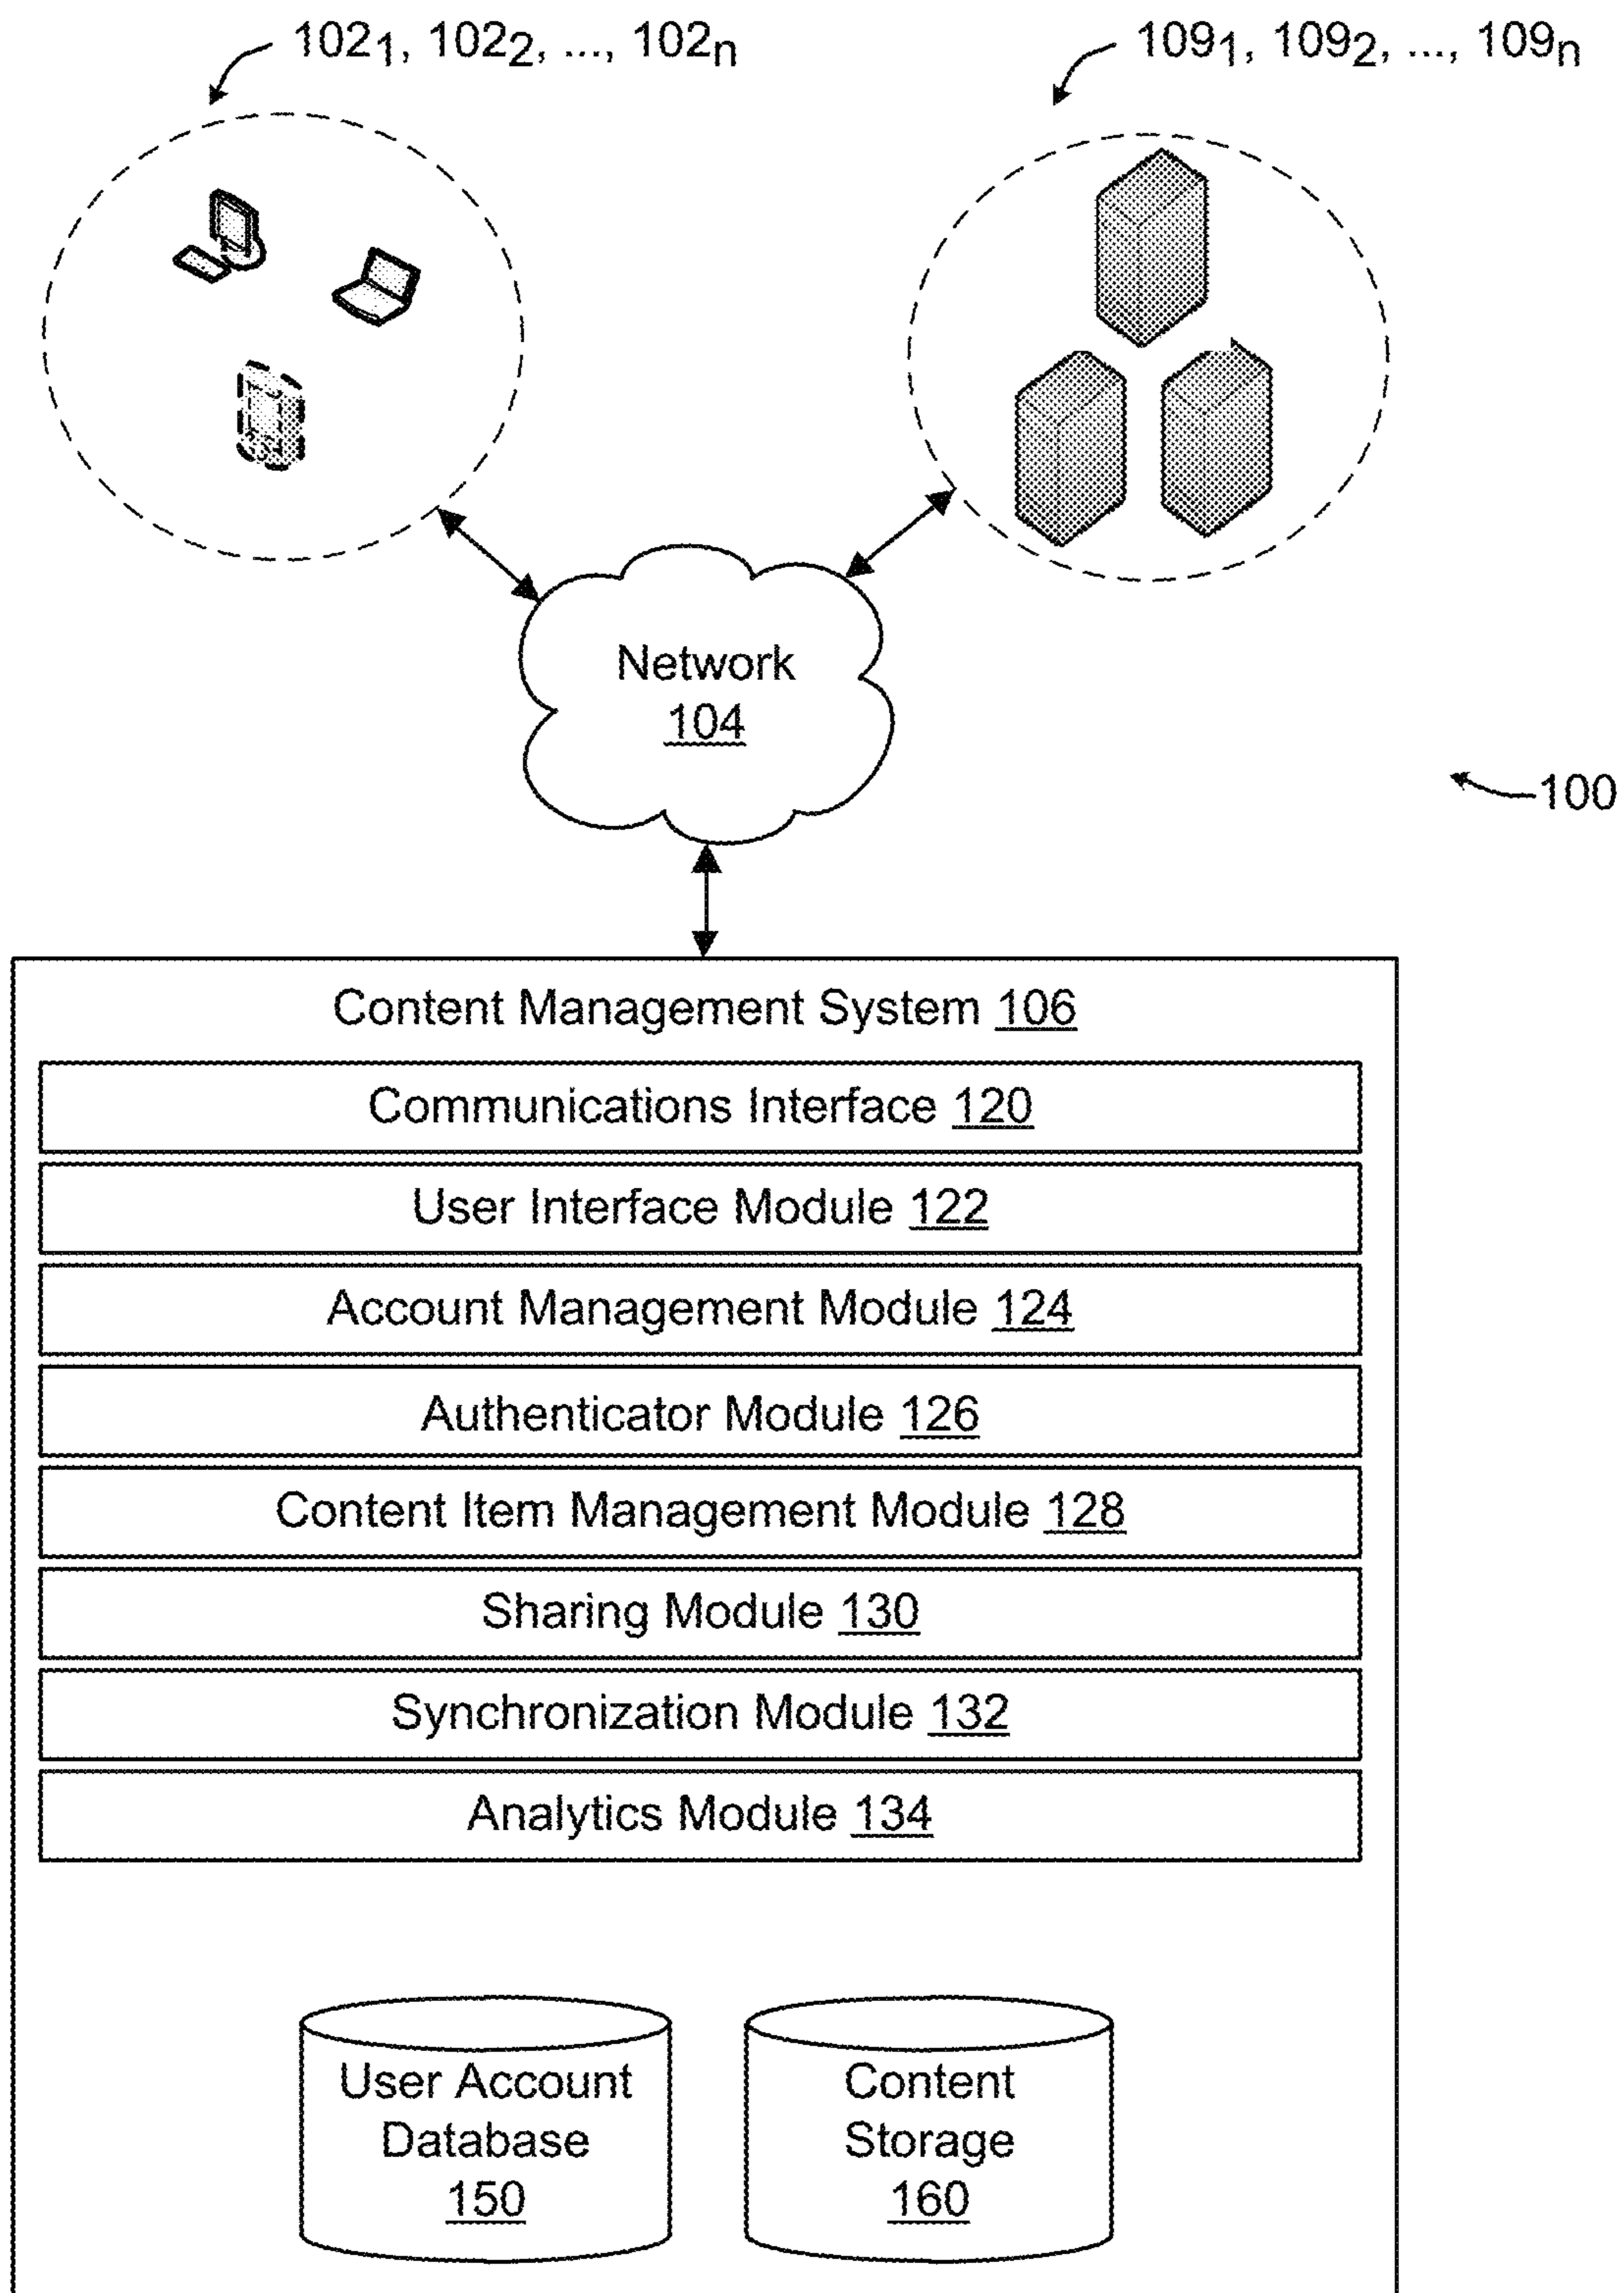 102₁, 102₂, ..., 102ₙ
109₁, 109₂, ..., 109ₙ
Network
104
100
Content Management System 106
Communications Interface 120
User Interface Module 122
Account Management Module 124
Authenticator Module 126
Content Item Management Module 128
Sharing Module 130
Synchronization Module 132
Analytics Module 134
User Account
Database
150
Content
Storage
160